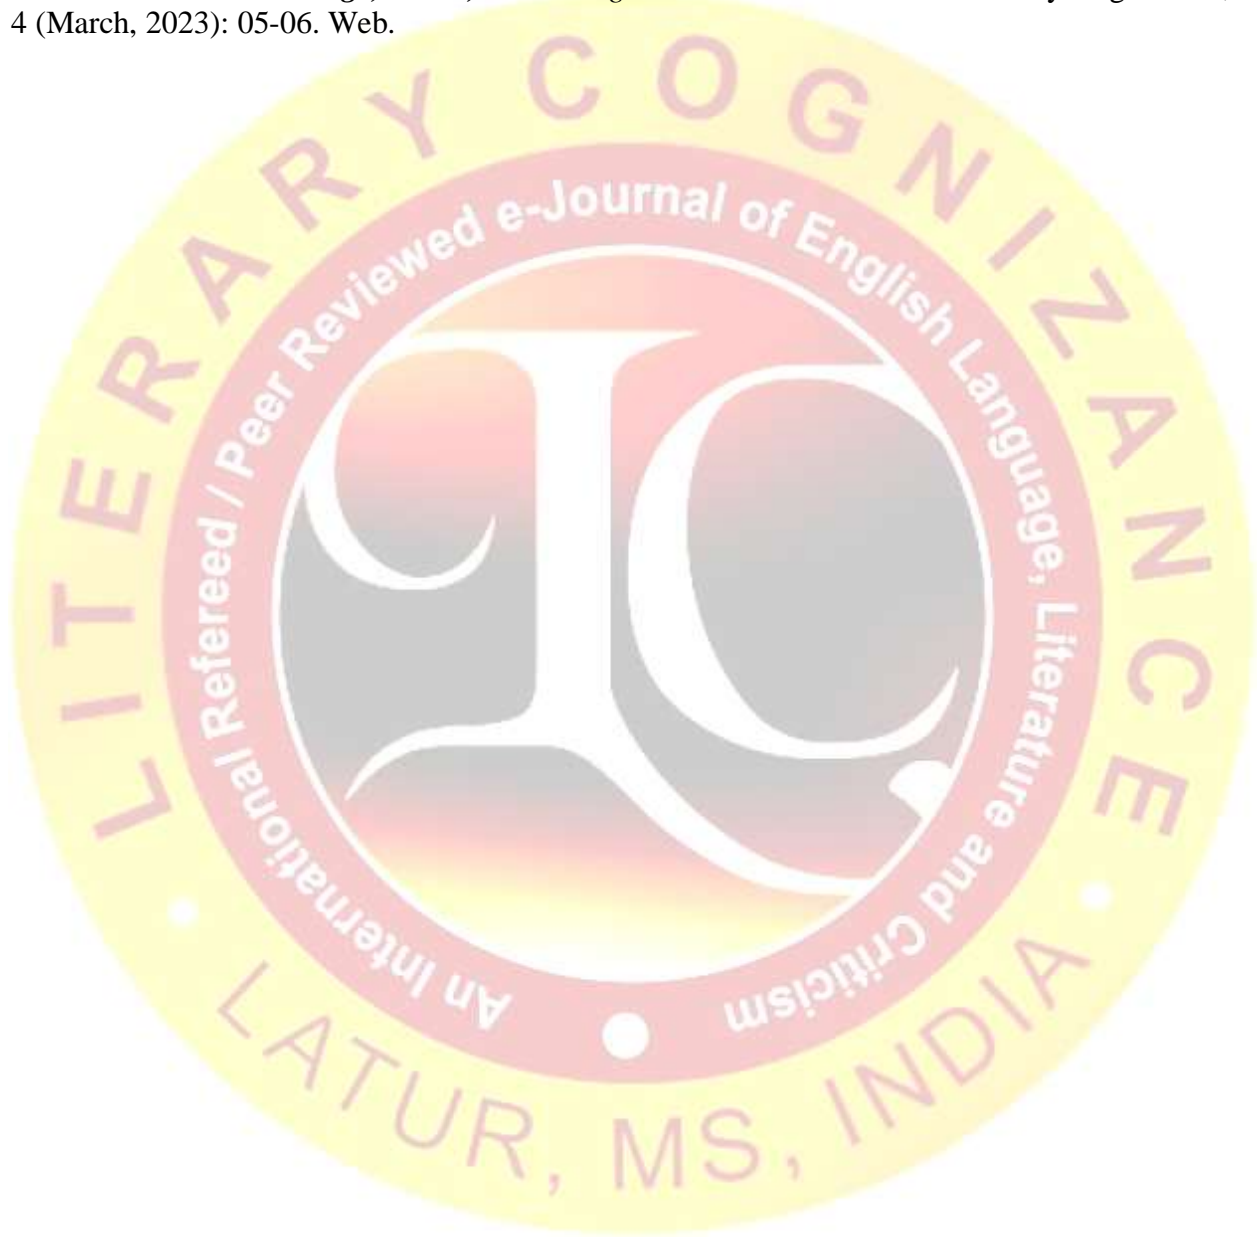 4 (March, 2023): 05-06. Web.
LITERARY COGNIZANCE
An International Refereed / Peer Reviewed e-Journal of English Language, Literature and Criticism
LATUR, MS, INDIA